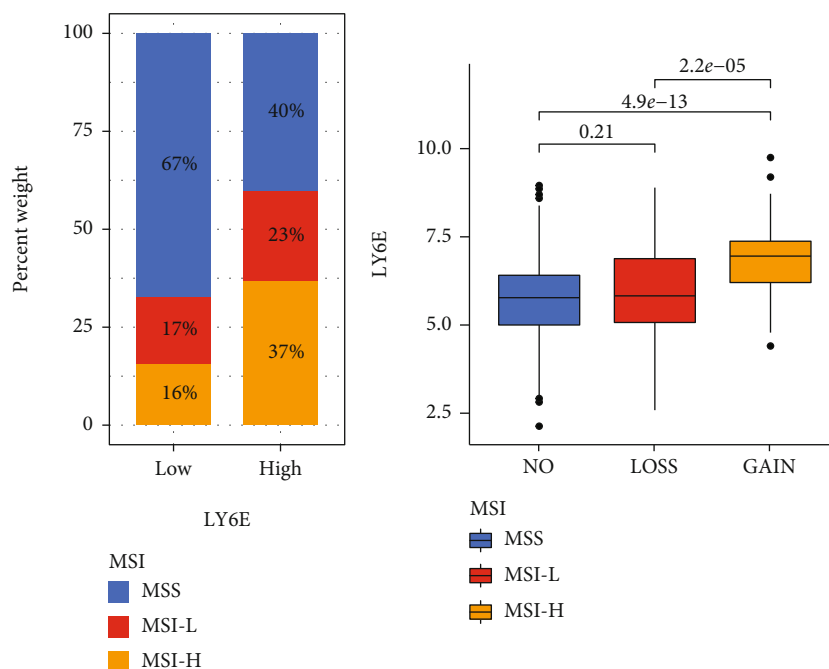 100
75
50
25
0
Percent weight
67%
17%
16%
40%
23%
37%
Low
High
LY6E
MSI
MSS
MSI-L
MSI-H
2.2e−05
4.9e−13
0.21
10.0
7.5
5.0
2.5
LY6E
NO
LOSS
GAIN
MSI
MSS
MSI-L
MSI-H